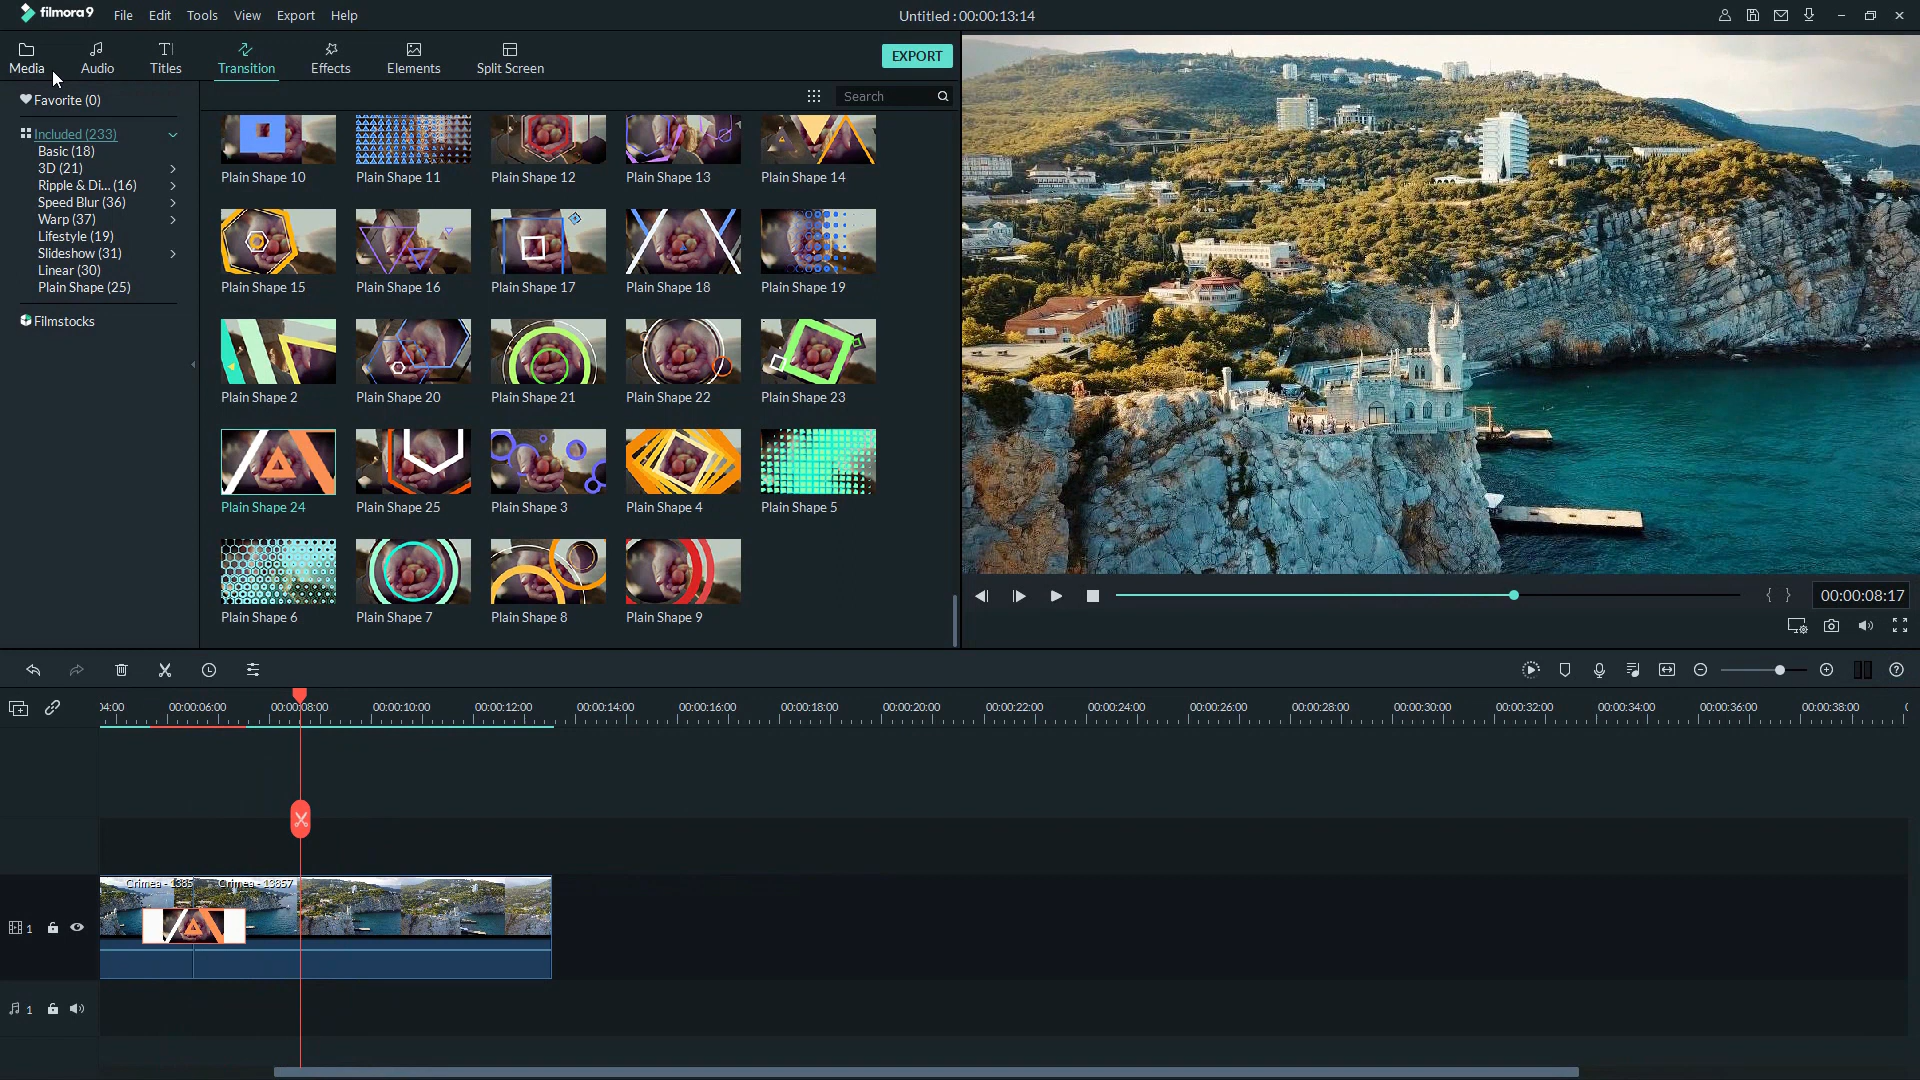 filmora9
File Edit Tools View Export Help
Untitled : 00:00:13:14
Media Audio Titles Transition Effects Elements Split Screen
EXPORT
Favorite (0)
Search
Included (233)
Basic (18)
3D (21)
Ripple & Di... (16)
Speed Blur (36)
Warp (37)
Lifestyle (19)
Slideshow (31)
Linear (30)
Plain Shape (25)
Filmstocks
Plain Shape 10 Plain Shape 11 Plain Shape 12 Plain Shape 13 Plain Shape 14
Plain Shape 15 Plain Shape 16 Plain Shape 17 Plain Shape 18 Plain Shape 19
Plain Shape 2 Plain Shape 20 Plain Shape 21 Plain Shape 22 Plain Shape 23
Plain Shape 24 Plain Shape 25 Plain Shape 3 Plain Shape 4 Plain Shape 5
Plain Shape 6 Plain Shape 7 Plain Shape 8 Plain Shape 9
{ } 00:00:08:17
04:00 00:00:06:00 00:00:08:00 00:00:10:00 00:00:12:00 00:00:14:00 00:00:16:00 00:00:18:00 00:00:20:00 00:00:22:00 00:00:24:00 00:00:26:00 00:00:28:00 00:00:30:00 00:00:32:00 00:00:34:00 00:00:36:00 00:00:38:00
Crimea - 1385 Crimea - 13857
1
1